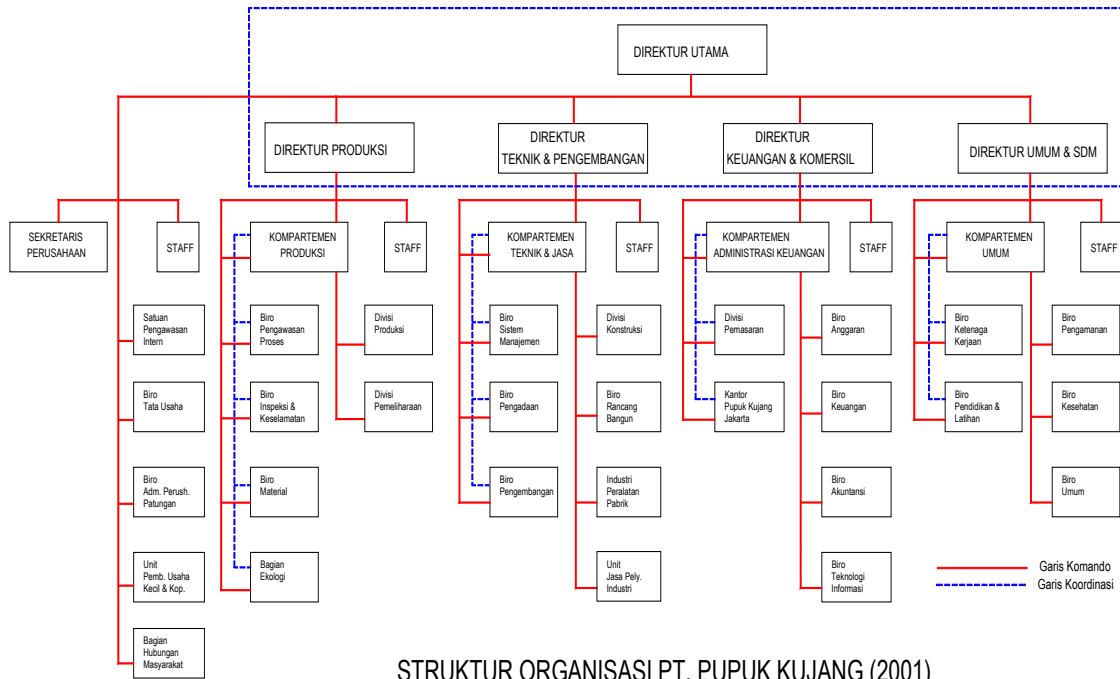 DIREKTUR UTAMA
DIREKTUR PRODUKSI
DIREKTUR
TEKNIK & PENGEMBANGAN
DIREKTUR
KEUANGAN & KOMERSIL
DIREKTUR UMUM & SDM
SEKRETARIS
PERUSAHAAN
STAFF
KOMPARTEMEN
PRODUKSI
STAFF
KOMPARTEMEN
TEKNIK & JASA
STAFF
KOMPARTEMEN
ADMINISTRASI KEUANGAN
STAFF
KOMPARTEMEN
UMUM
STAFF
Satuan
Pengawasan
Intern
Biro
Pengawasan
Proses
Divisi
Produksi
Biro
Sistem
Manajemen
Divisi
Konstruksi
Divisi
Pemasaran
Biro
Anggaran
Biro
Ketenaga
Kerjaan
Biro
Pengamanan
Biro
Tata Usaha
Biro
Inspeksi &
Keselamatan
Divisi
Pemeliharaan
Biro
Pengadaan
Biro
Rancang
Bangun
Kantor
Pupuk Kujang
Jakarta
Biro
Keuangan
Biro
Pendidikan &
Latihan
Biro
Kesehatan
Biro
Adm. Perush.
Patungan
Biro
Material
Biro
Pengembangan
Industri
Peralatan
Pabrik
Biro
Akuntansi
Biro
Umum
Unit
Pemb. Usaha
Kecil & Kop.
Bagian
Ekologi
Unit
Jasa Pely.
Industri
Biro
Teknologi
Informasi
Garis Komando
Garis Koordinasi
Bagian
Hubungan
Masyarakat
STRUKTUR ORGANISASI PT. PUPUK KUJANG (2001)